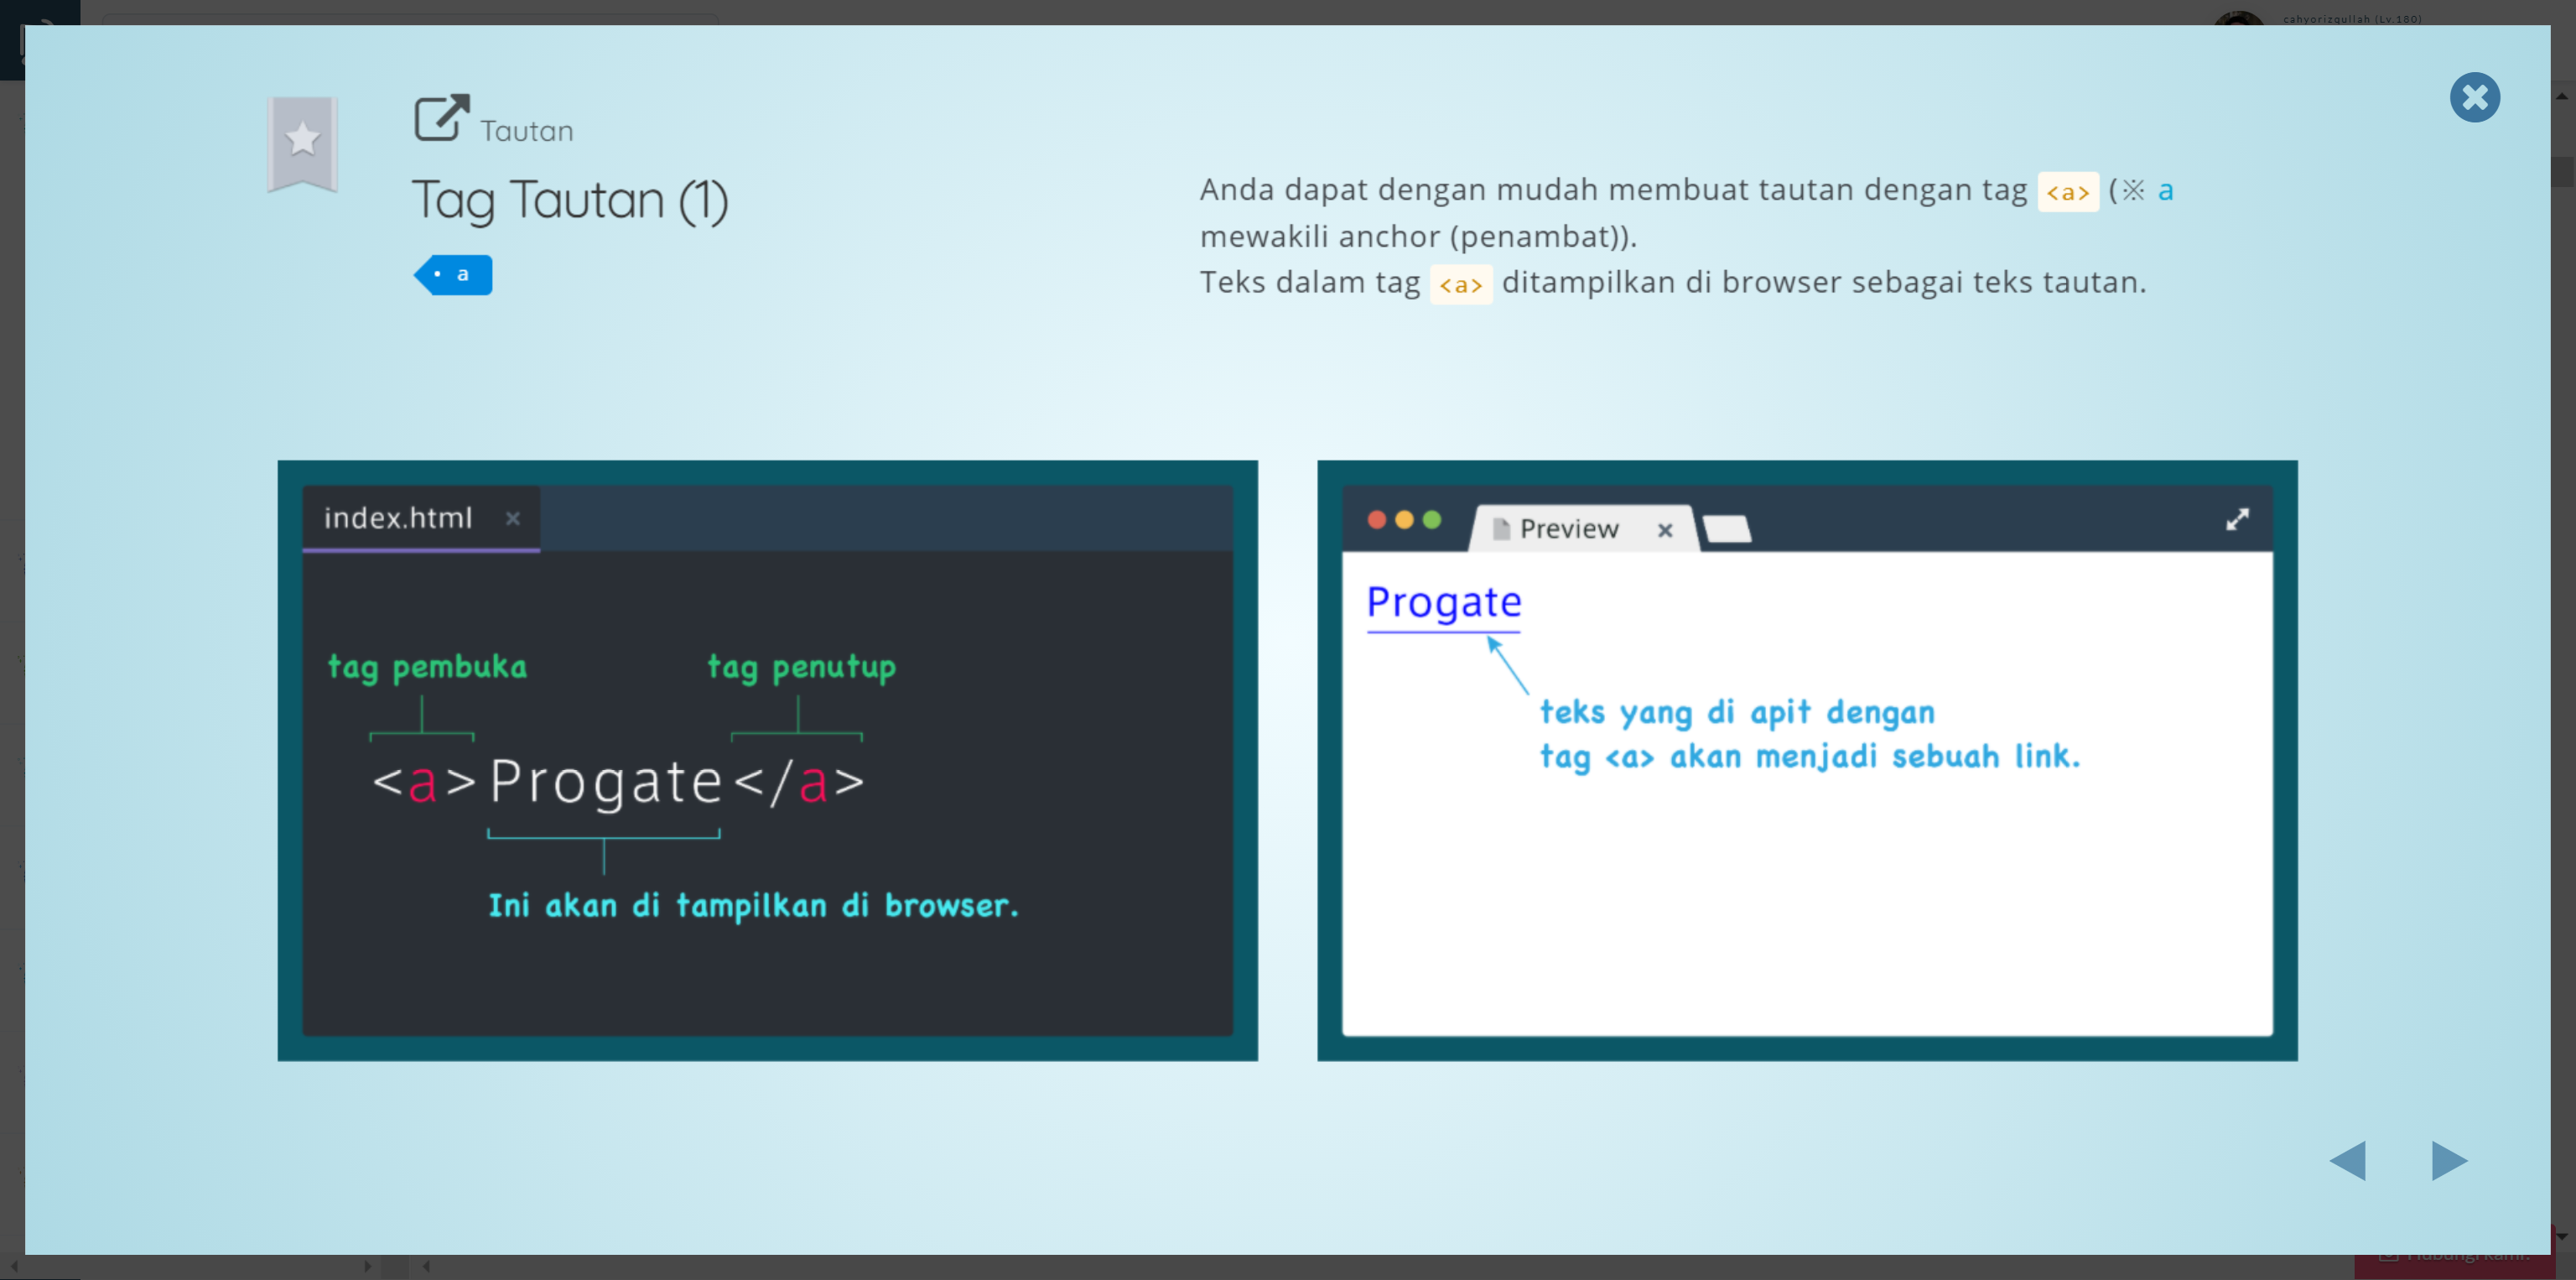 cahyorizqullah (Lv.180)
Tautan
Tag Tautan (1)
a
Anda dapat dengan mudah membuat tautan dengan tag <a> (※ a
mewakili anchor (penambat)).
Teks dalam tag <a> ditampilkan di browser sebagai teks tautan.
index.html
tag pembuka
tag penutup
<a>Progate</a>
Ini akan di tampilkan di browser.
Preview
Progate
teks yang di apit dengan
tag <a> akan menjadi sebuah link.